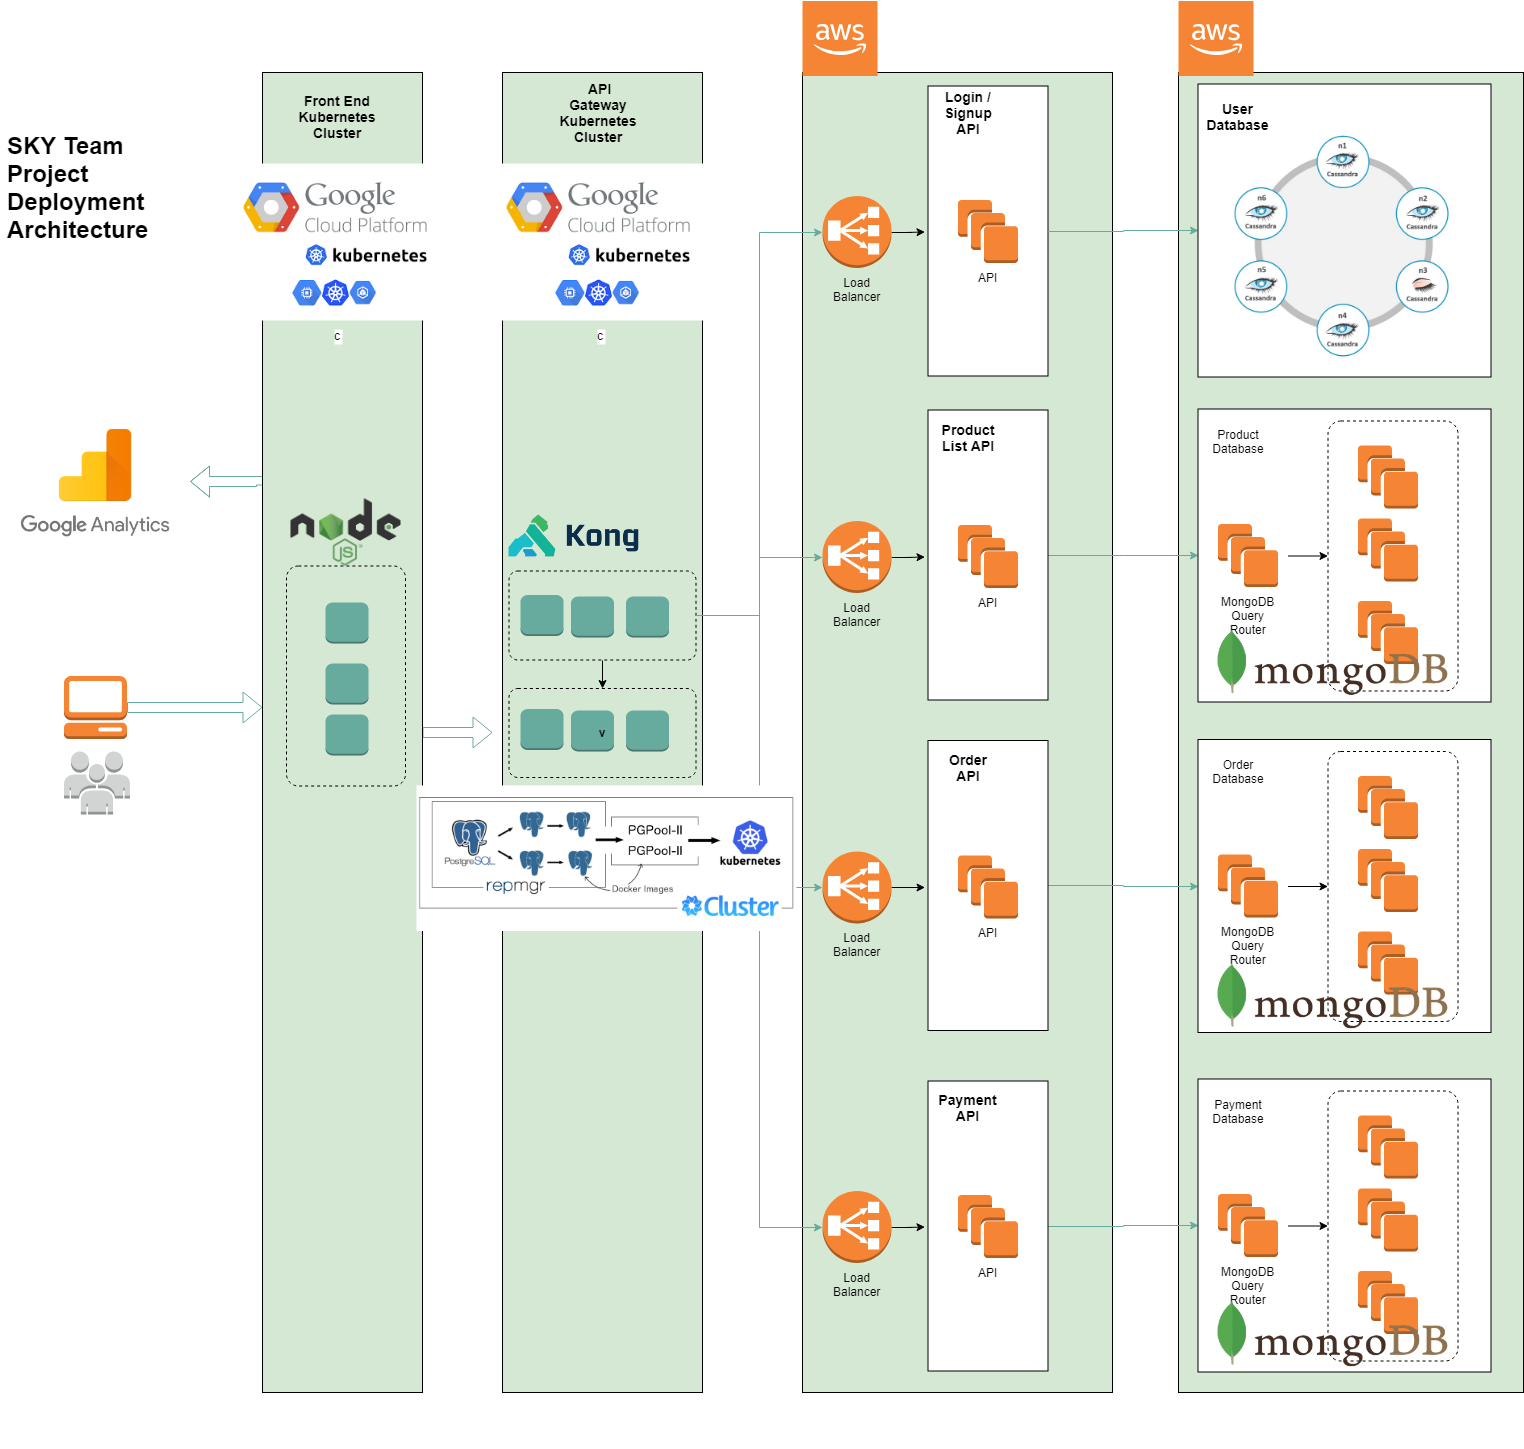 SKY Team
Project
Deployment
Architecture
Front End
Kubernetes
Cluster
Google
Cloud Platform
kubernetes
c
API
Gateway
Kubernetes
Cluster
Google
Cloud Platform
kubernetes
c
Google Analytics
node
JS
Kong
v
PostgreSQL
repmgr
PGPool-II
PGPool-II
Docker Images
kubernetes
Cluster
aws
Login /
Signup
API
Load
Balancer
API
Product
List API
Load
Balancer
API
Order
API
Load
Balancer
API
Payment
API
Load
Balancer
API
aws
User
Database
n1
Cassandra
n2
Cassandra
n3
Cassandra
n4
Cassandra
n5
Cassandra
n6
Cassandra
Product
Database
MongoDB
Query
Router
mongoDB
Order
Database
MongoDB
Query
Router
mongoDB
Payment
Database
MongoDB
Query
Router
mongoDB